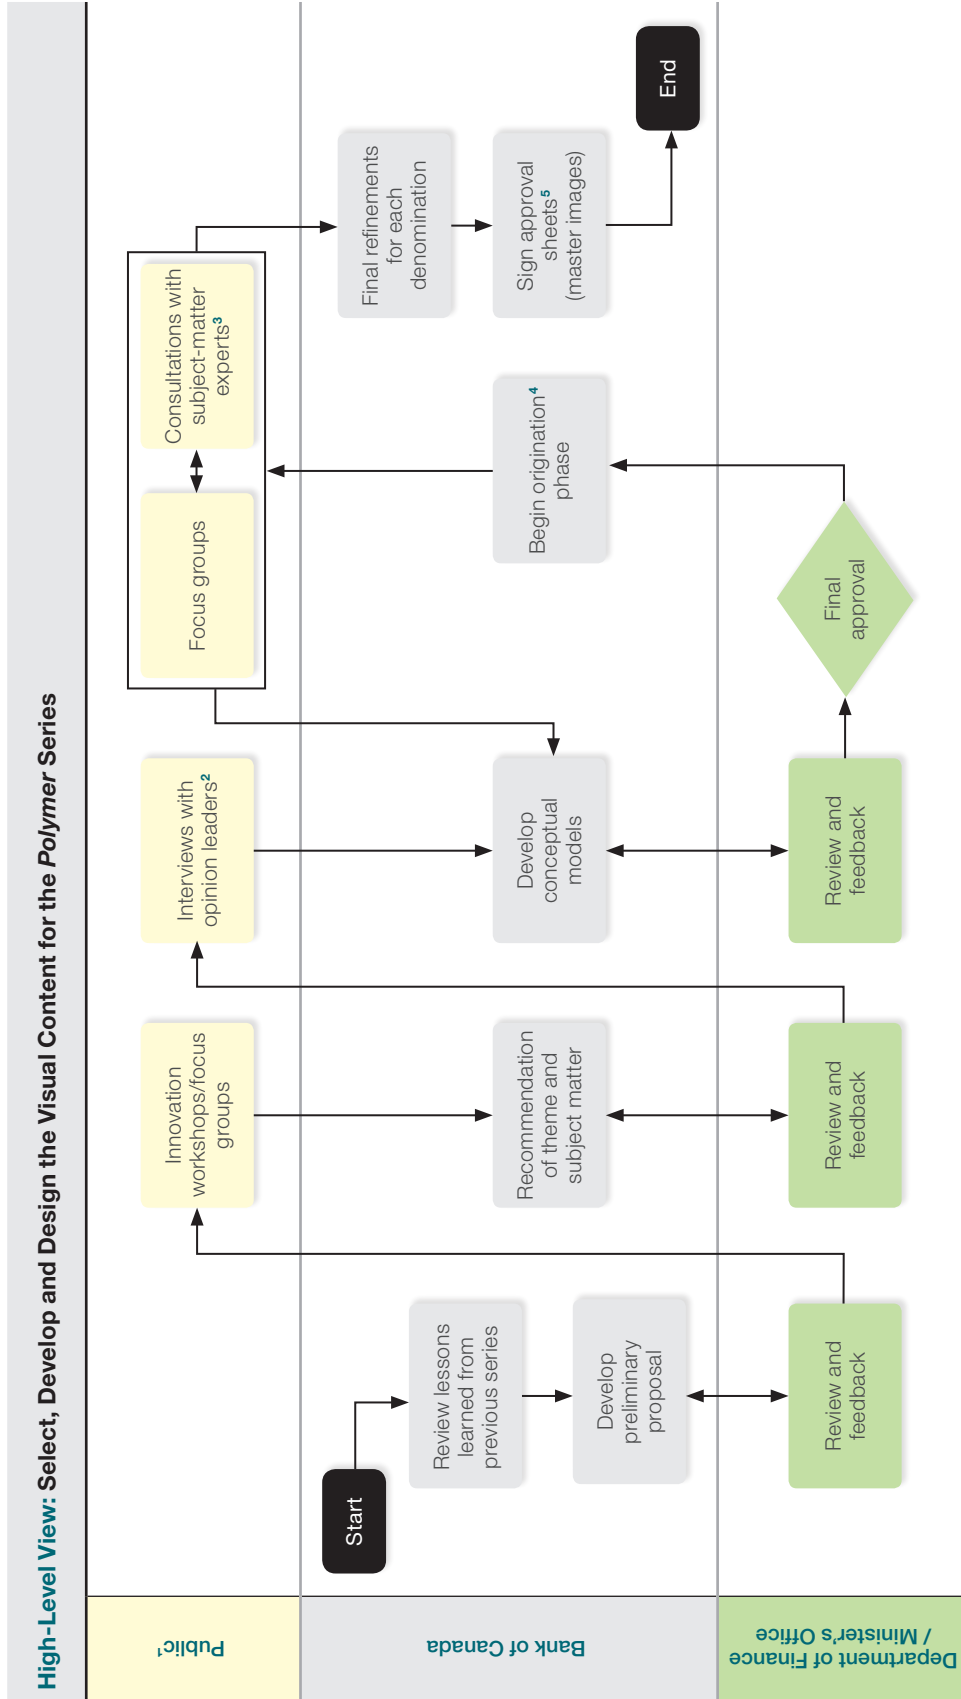 High-Level View: Select, Develop and Design the Visual Content for the Polymer Series
Public¹
Innovation
workshops/focus
groups
Interviews with
opinion leaders²
Focus groups
Consultations with
subject-matter
experts³
Bank of Canada
Start
Review lessons
learned from
previous series
Develop
preliminary
proposal
Recommendation
of theme and
subject matter
Develop
conceptual
models
Begin origination⁴
phase
Final refinements
for each
denomination
Sign approval
sheets⁵
(master images)
End
Department of Finance
/ Minister's Office
Review and
feedback
Review and
feedback
Review and
feedback
Final
approval